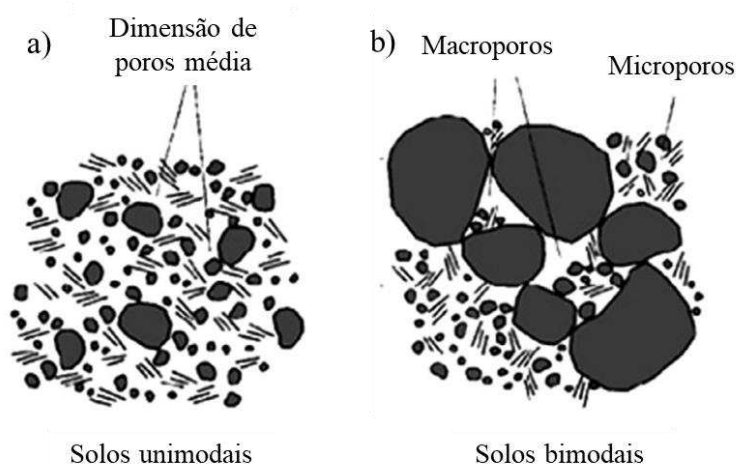 a)
Dimensão de
poros média
b)
Macroporos
Microporos
Solos unimodais
Solos bimodais